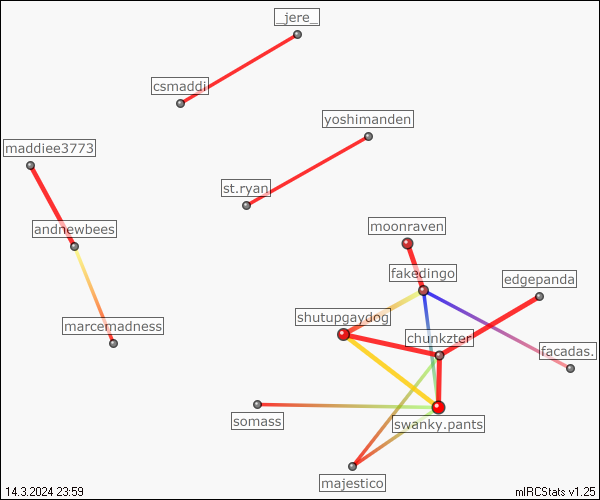 _jere_
csmaddi
yoshimanden
maddiee3773
st.ryan
moonraven
andnewbees
fakedingo
edgepanda
shutupgaydog
marcemadness
chunkzter
facadas.
somass
swanky.pants
majestico
14.3.2024 23:59
mIRCStats v1.25